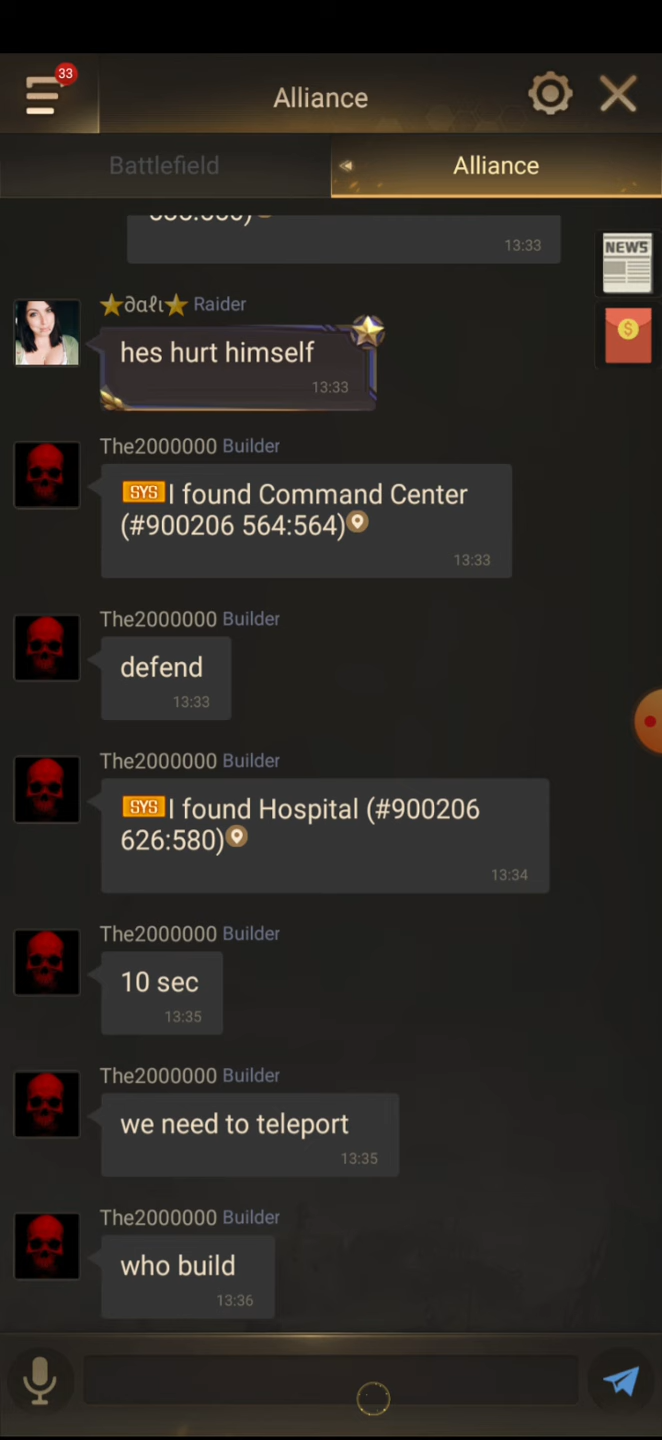 33
Alliance
Battlefield
Alliance
13:33
NEWS
⭐∂αℓι⭐ Raider
hes hurt himself
13:33
The2000000 Builder
SYS I found Command Center
(#900206 564:564)
13:33
The2000000 Builder
defend
13:33
The2000000 Builder
SYS I found Hospital (#900206
626:580)
13:34
The2000000 Builder
10 sec
13:35
The2000000 Builder
we need to teleport
13:35
The2000000 Builder
who build
13:36